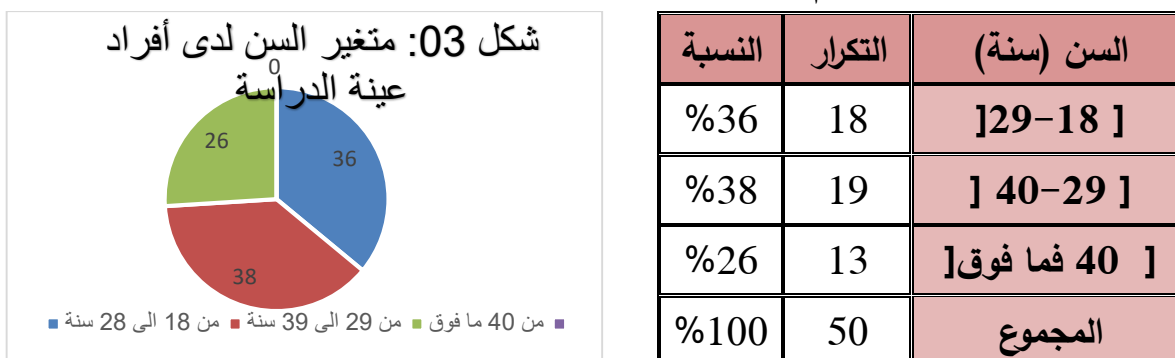 شكل 03: متغير السن لدى أفراد
عينة الدراسة
0
26
36
38
من 18 الى 28 سنة من 29 الى 39 سنة من 40 ما فوق
السن (سنة) التكرار النسبة
[ 18-29[ 18 36%
[ 29-40 [ 19 38%
[ 40 فما فوق[ 13 26%
المجموع 50 100%